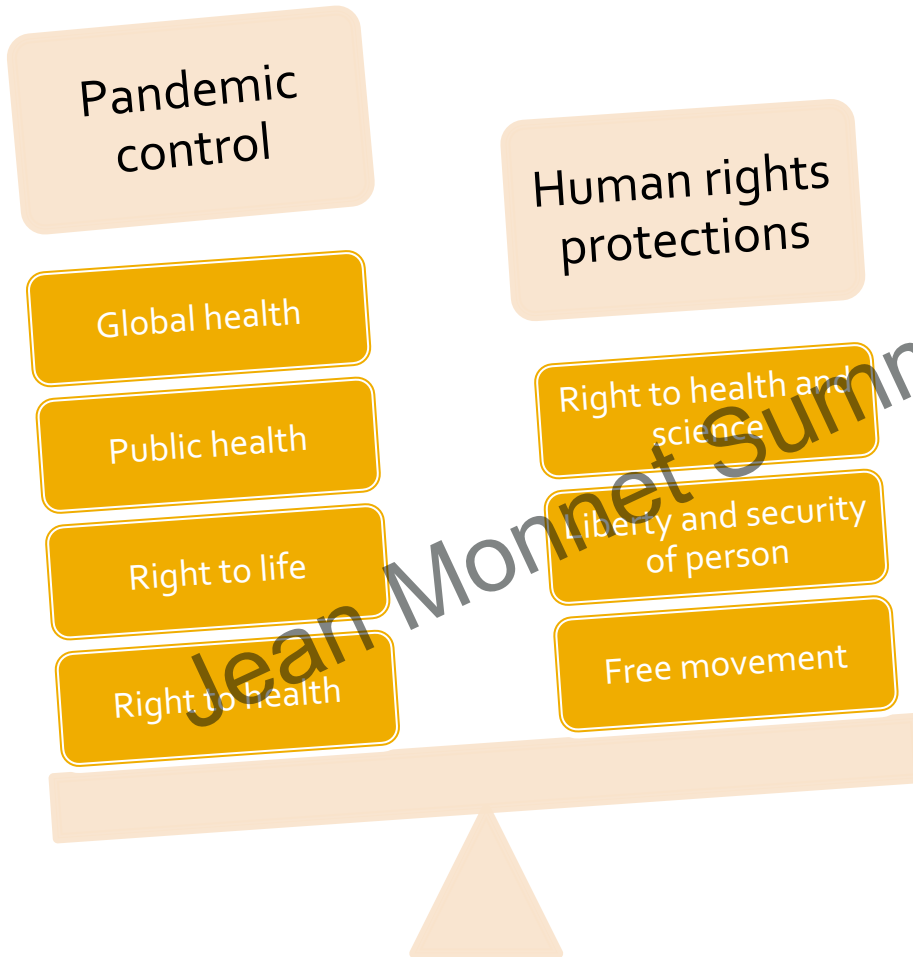 Pandemic
control
Global health
Public health
Right to life
Right to health
Human rights
protections
Right to health and
science
Liberty and security
of person
Free movement
Jean Monnet